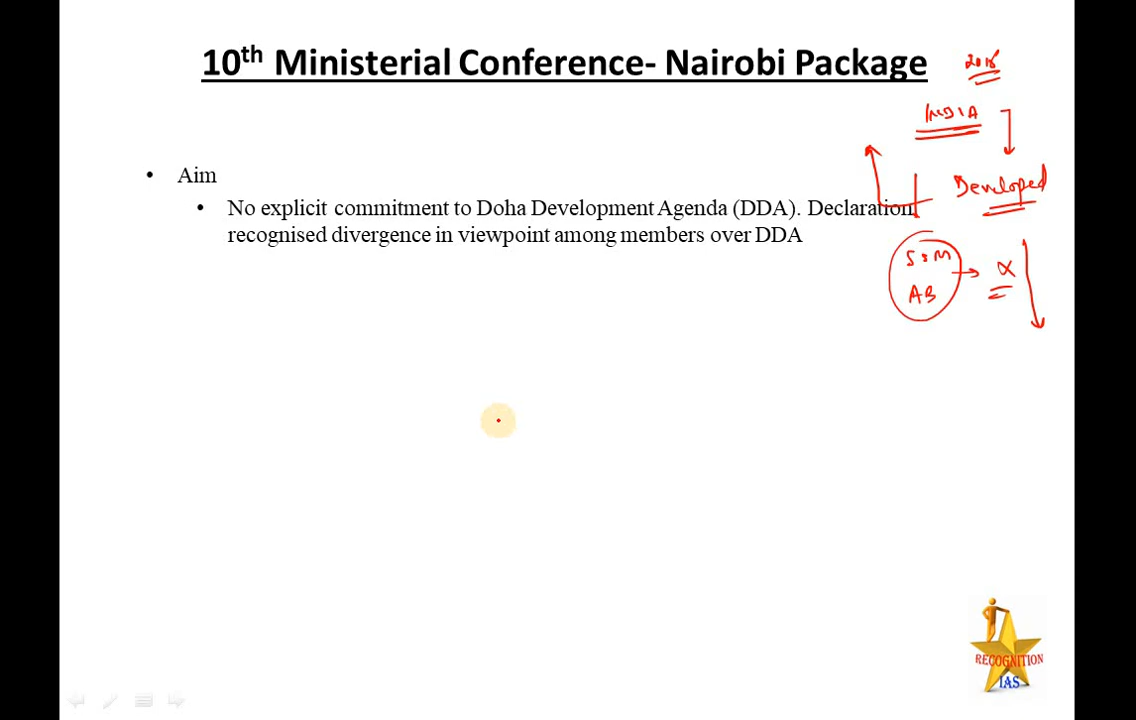 10th Ministerial Conference- Nairobi Package
INDIA
• Aim
Developed
• No explicit commitment to Doha Development Agenda (DDA). Declaration
recognised divergence in viewpoint among members over DDA
SSM
x
AB
RECOGNITION
IAS